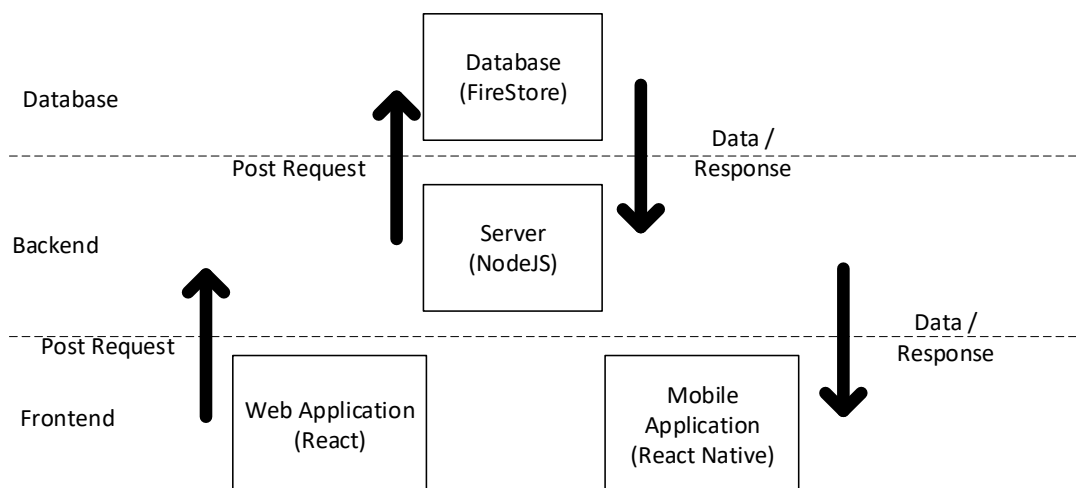 Database
(FireStore)
Database
Data /
Response
Post Request
Server
(NodeJS)
Backend
Data /
Response
Post Request
Web Application
(React)
Mobile
Application
(React Native)
Frontend